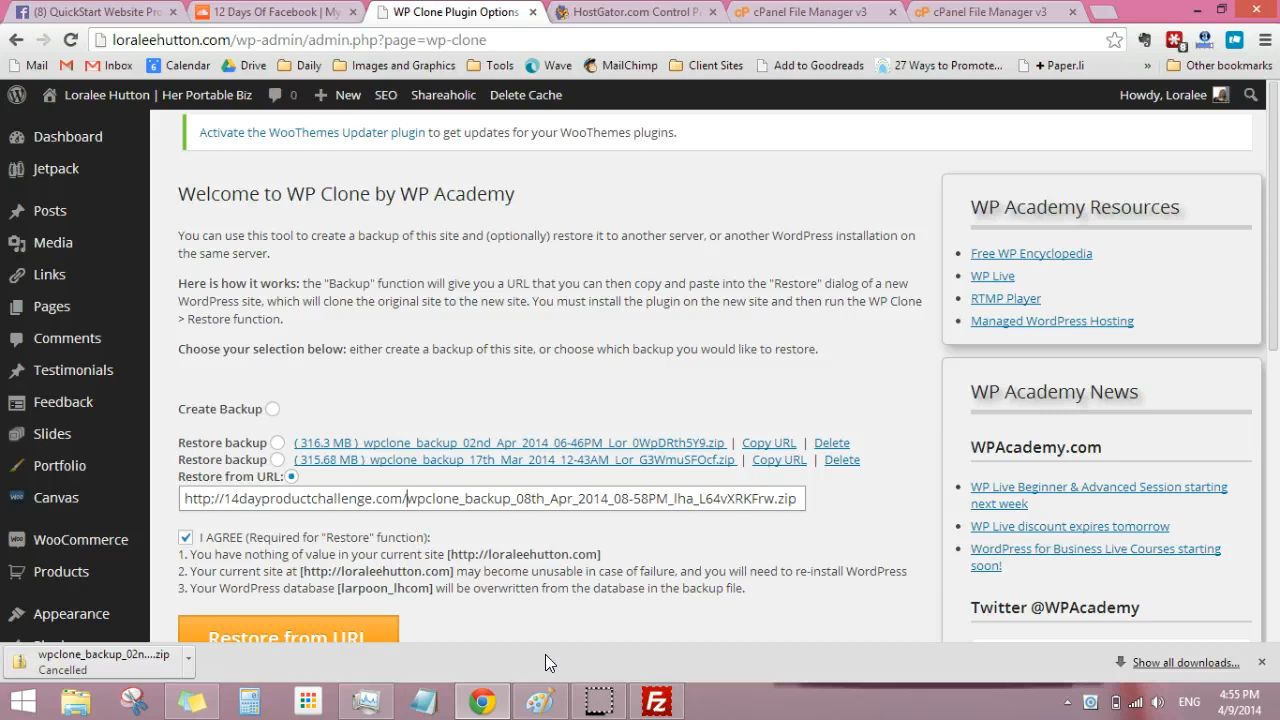 QuickStart Website Pro
12 Days Of Facebook | My
WP Clone Plugin Options
HostGator.com Control P
cPanel File Manager v3
cPanel File Manager v3
loraleehutton.com/wp-admin/admin.php?page=wp-clone
Mail
Inbox
Calendar
Drive
Daily
Images and Graphics
Tools
Wave
MailChimp
Client Sites
Add to Goodreads
27 Ways to Promote...
+ Paper.li
»
Other bookmarks
Loralee Hutton | Her Portable Biz
0
New
SEO
Shareaholic
Delete Cache
Howdy, Loralee
Dashboard
Jetpack
Posts
Media
Links
Pages
Comments
Testimonials
Feedback
Slides
Portfolio
Canvas
WooCommerce
Products
Appearance
Activate the WooThemes Updater plugin to get updates for your WooThemes plugins.
Welcome to WP Clone by WP Academy
You can use this tool to create a backup of this site and (optionally) restore it to another server, or another WordPress installation on
the same server.
Here is how it works: the "Backup" function will give you a URL that you can then copy and paste into the "Restore" dialog of a new
WordPress site, which will clone the original site to the new site. You must install the plugin on the new site and then run the WP Clone
> Restore function.
Choose your selection below: either create a backup of this site, or choose which backup you would like to restore.
Create Backup
Restore backup ( 316.3 MB ) wpclone_backup_02nd_Apr_2014_06-46PM_Lor_0WpDRth5Y9.zip | Copy URL | Delete
Restore backup ( 315.68 MB ) wpclone_backup_17th_Mar_2014_12-43AM_Lor_G3WmuSFOcf.zip | Copy URL | Delete
Restore from URL:
http://14dayproductchallenge.com/wpclone_backup_08th_Apr_2014_08-58PM_lha_L64vXRKFrw.zip
I AGREE (Required for "Restore" function):
1. You have nothing of value in your current site [http://loraleehutton.com]
2. Your current site at [http://loraleehutton.com] may become unusable in case of failure, and you will need to re-install WordPress
3. Your WordPress database [larpoon_lhcom] will be overwritten from the database in the backup file.
Restore from URL
WP Academy Resources
Free WP Encyclopedia
WP Live
RTMP Player
Managed WordPress Hosting
WP Academy News
WPAcademy.com
WP Live Beginner & Advanced Session starting
next week
WP Live discount expires tomorrow
WordPress for Business Live Courses starting
soon!
Twitter @WPAcademy
wpclone_backup_02n....zip
Cancelled
Show all downloads...
ENG
4:55 PM
4/9/2014